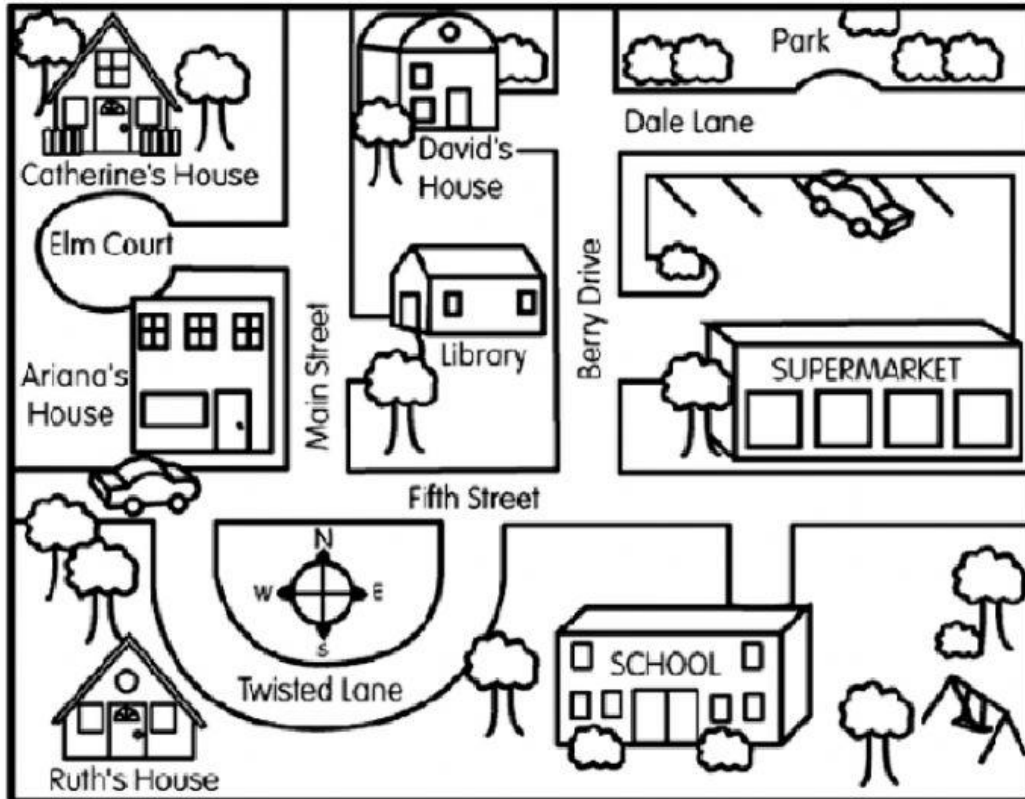 Park
Dale Lane
David's
House
Catherine's House
Elm Court
Berry Drive
Main Street
Library
SUPERMARKET
Ariana's
House
Fifth Street
N
W E
S
SCHOOL
Twisted Lane
Ruth's House